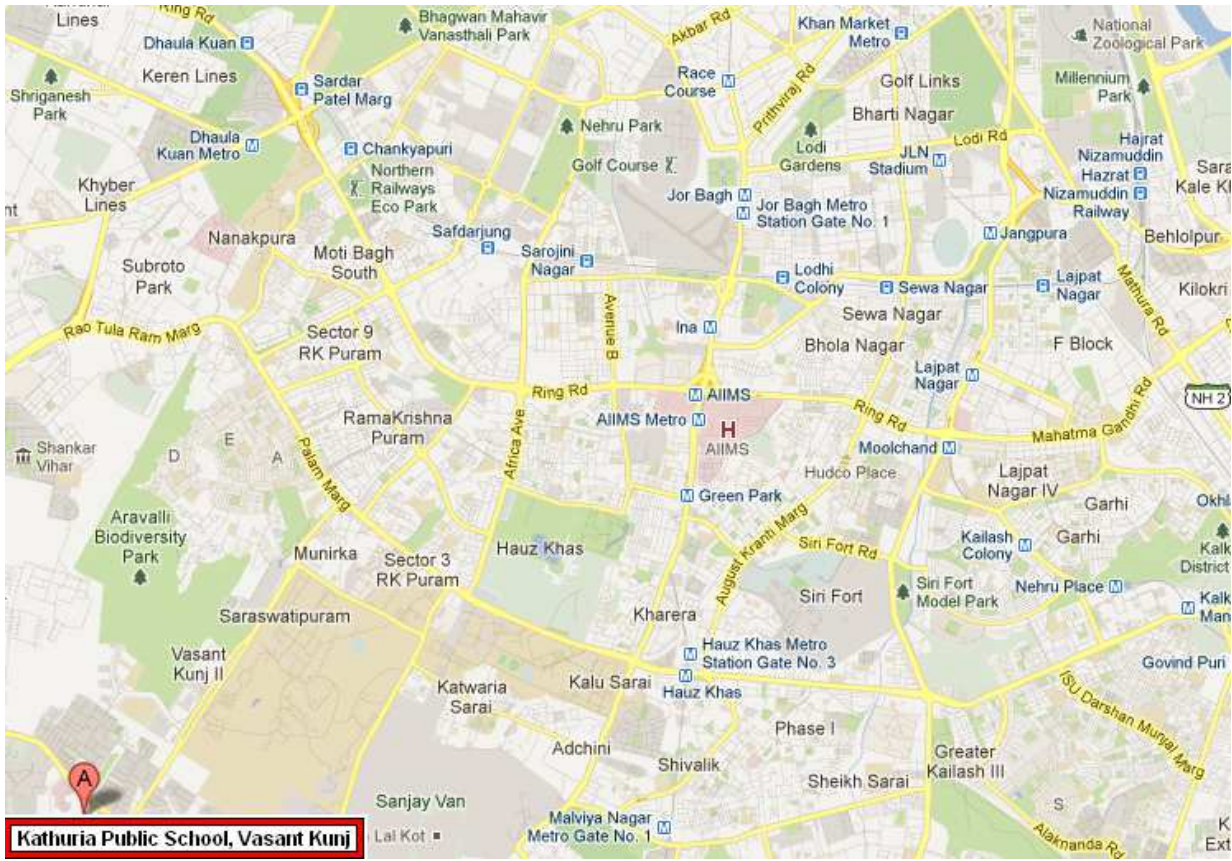 Lines
Ring Rd
Bhagwan Mahavir
Vanasthali Park
Akbar Rd
Khan Market
Metro
National
Zoological Park
Dhaula Kuan
Keren Lines
Shriganesh
Park
Sardar
Patel Marg
Race
Course
Prithviraj Rd
Golf Links
Bharti Nagar
Millennium
Park
Dhaula
Kuan Metro
Chankyapuri
Nehru Park
Golf Course
Lodi
Gardens
Lodi Rd
JLN
Stadium
Hajrat
Nizamuddin
Hazrat
Nizamuddin
Railway
Sara
Kale K
Northern
Railways
Eco Park
Khyber
Lines
nt
Jor Bagh
Jor Bagh Metro
Station Gate No. 1
Jangpura
Behlolpur
Nanakpura
Moti Bagh
South
Safdarjung
Sarojini
Nagar
Subroto
Park
Lodhi
Colony
Sewa Nagar
Lajpat
Nagar
Mathura Rd
Kilokri
Rao Tula Ram Marg
Sector 9
RK Puram
Avenue B
Ina
Sewa Nagar
Bhola Nagar
F Block
Lajpat
Nagar
Ring Rd
AIIMS
NH 2
RamaKrishna
Puram
Africa Ave
AIIMS Metro
H
AIIMS
Ring Rd
Mahatma Gandhi Rd
Moolchand
Shankar
Vihar
D
E
A
Palam Marg
Hudco Place
Lajpat
Nagar IV
Garhi
Okhl
Green Park
Aravalli
Biodiversity
Park
Munirka
Sector 3
RK Puram
Hauz Khas
August Kranti Marg
Siri Fort Rd
Kailash
Colony
Garhi
Kalk
District
Nehru Place
Siri Fort
Siri Fort
Model Park
Kalk
Man
Saraswatipuram
Kharera
Vasant
Kunj II
Hauz Khas Metro
Station Gate No. 3
Hauz Khas
Govind Puri
Katwaria
Sarai
Kalu Sarai
ISU Darshan Munjal Marg
Phase I
Adchini
Shivalik
Greater
Kailash III
Sheikh Sarai
A
Sanjay Van
Malviya Nagar
Metro Gate No. 1
S
Lal Kot
Alaknanda Rd
K
Ext
Kathuria Public School, Vasant Kunj